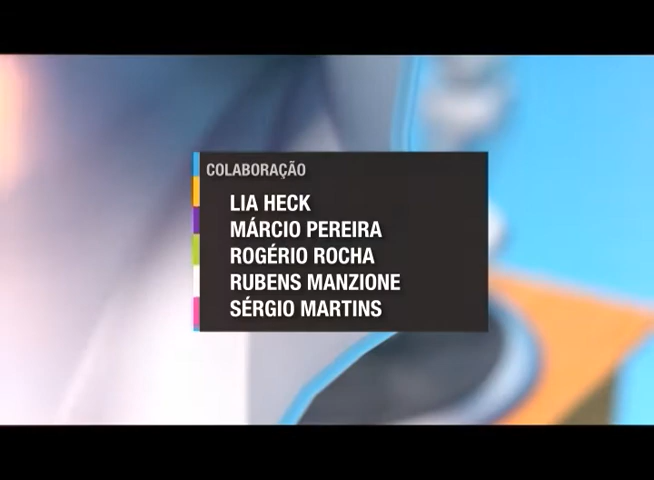 COLABORAÇÃO
LIA HECK
MÁRCIO PEREIRA
ROGÉRIO ROCHA
RUBENS MANZIONE
SÉRGIO MARTINS